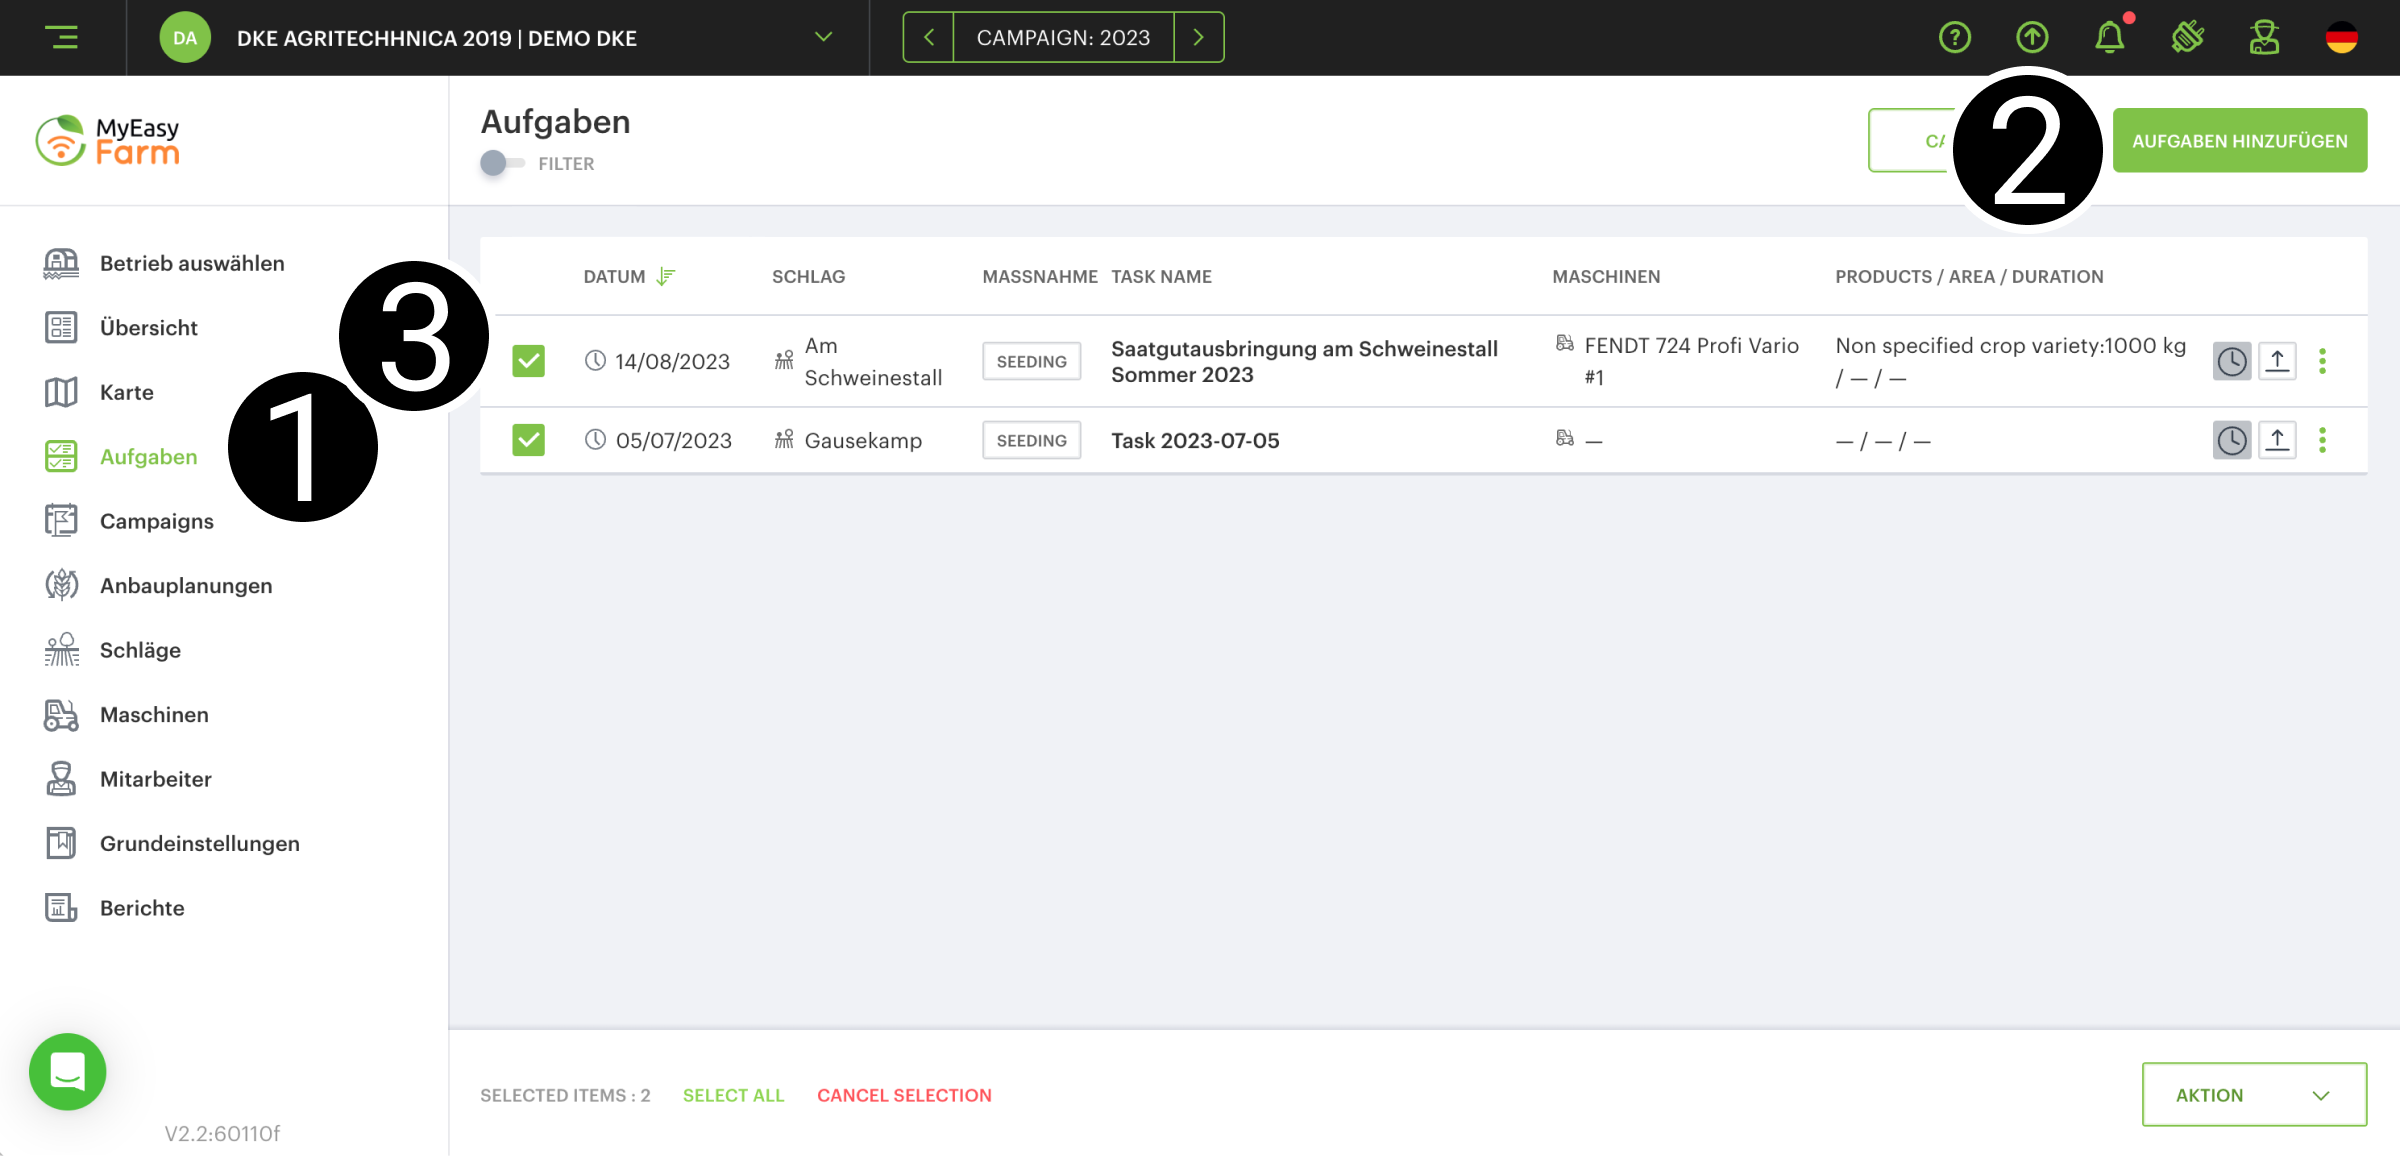 DA
DKE AGRITECHHNICA 2019 | DEMO DKE
CAMPAIGN: 2023
MyEasy
Farm
Aufgaben
FILTER
CA
2
AUFGABEN HINZUFÜGEN
Betrieb auswählen
Übersicht
Karte
Aufgaben
Campaigns
Anbauplanungen
Schläge
Maschinen
Mitarbeiter
Grundeinstellungen
Berichte
3
1
DATUM SCHLAG MASSNAHME TASK NAME MASCHINEN PRODUCTS / AREA / DURATION
14/08/2023
Am
Schweinestall
SEEDING
Saatgutausbringung am Schweinestall
Sommer 2023
FENDT 724 Profi Vario
#1
Non specified crop variety:1000 kg
/ — / —
05/07/2023 Gausekamp SEEDING Task 2023-07-05 — — / — / —
SELECTED ITEMS : 2 SELECT ALL CANCEL SELECTION
AKTION
V2.2:60110f